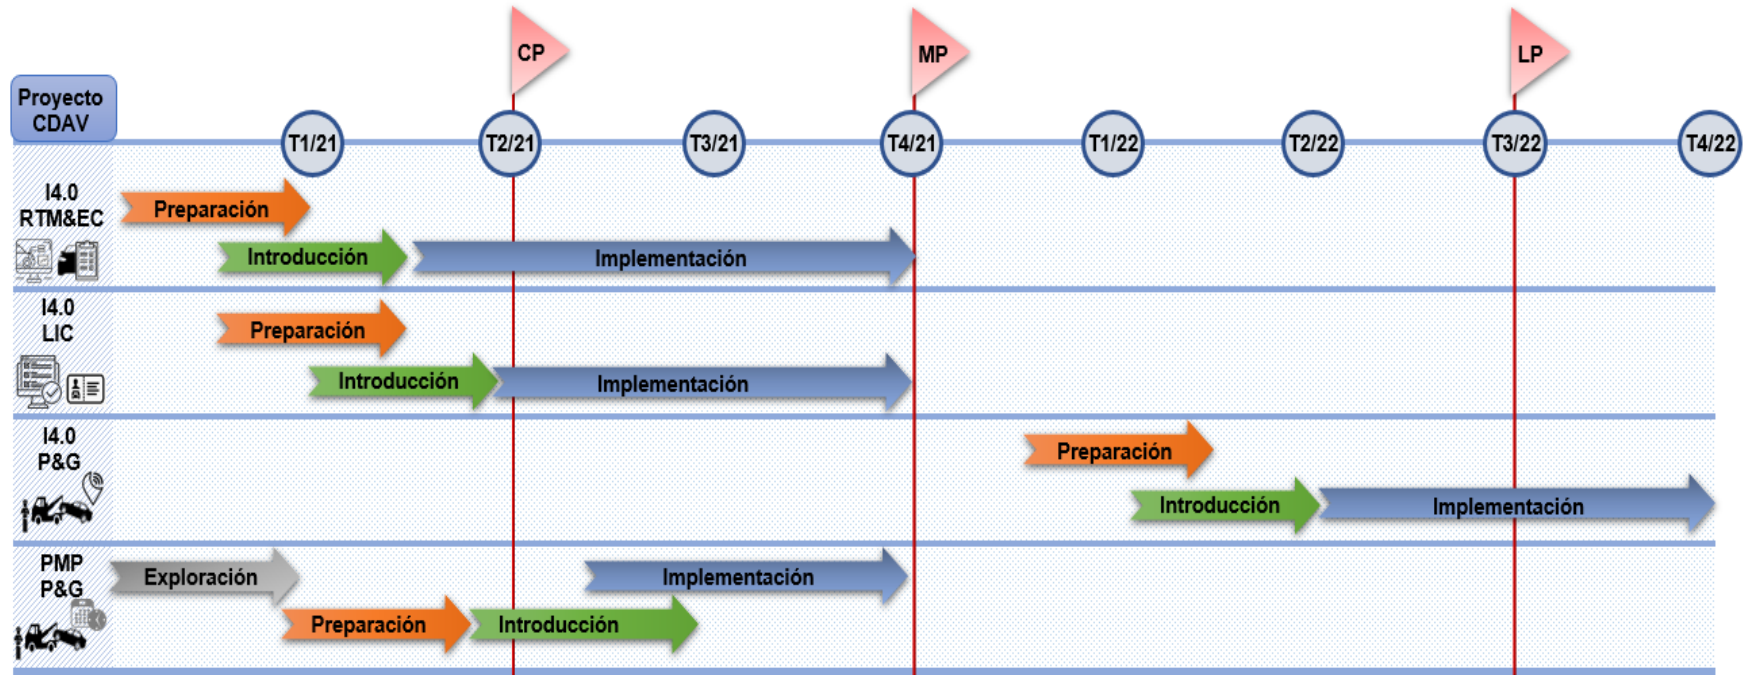 CP
MP
LP
Proyecto
CDAV
T1/21
T2/21
T3/21
T4/21
T1/22
T2/22
T3/22
T4/22
I4.0
RTM&EC
Preparación
Introducción
Implementación
I4.0
LIC
Preparación
Introducción
Implementación
I4.0
P&G
Preparación
Introducción
Implementación
PMP
P&G
Exploración
Implementación
Preparación
Introducción